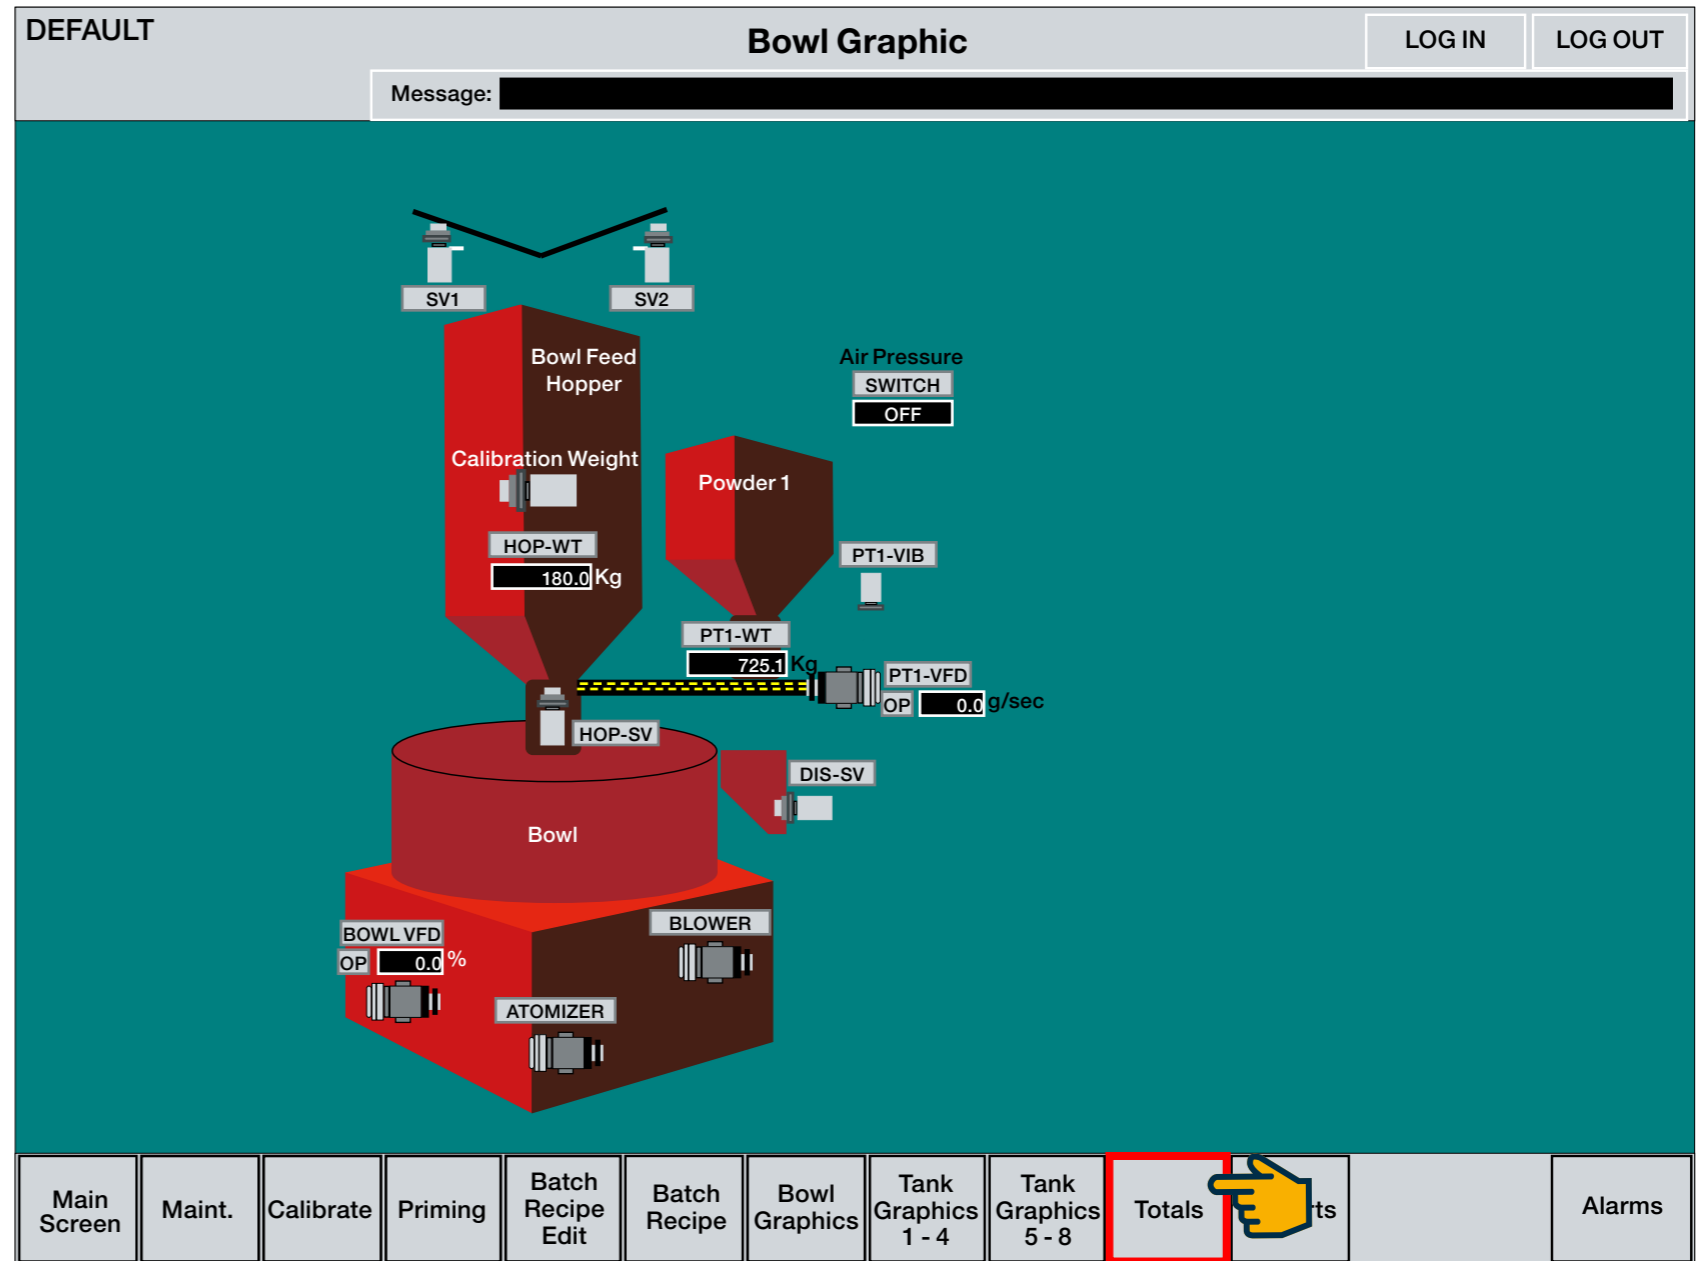 DEFAULT
Bowl Graphic
LOG IN
LOG OUT
Message:
SV1
SV2
Bowl Feed
Hopper
Air Pressure
SWITCH
OFF
Calibration Weight
Powder 1
HOP-WT
180.0 Kg
PT1-VIB
PT1-WT
725.1 Kg
PT1-VFD
OP 0.0 g/sec
HOP-SV
DIS-SV
Bowl
BLOWER
BOWL VFD
OP 0.0 %
ATOMIZER
Main
Screen
Maint.
Calibrate
Priming
Batch
Recipe
Edit
Batch
Recipe
Bowl
Graphics
Tank
Graphics
1 - 4
Tank
Graphics
5 - 8
Totals
Alarms